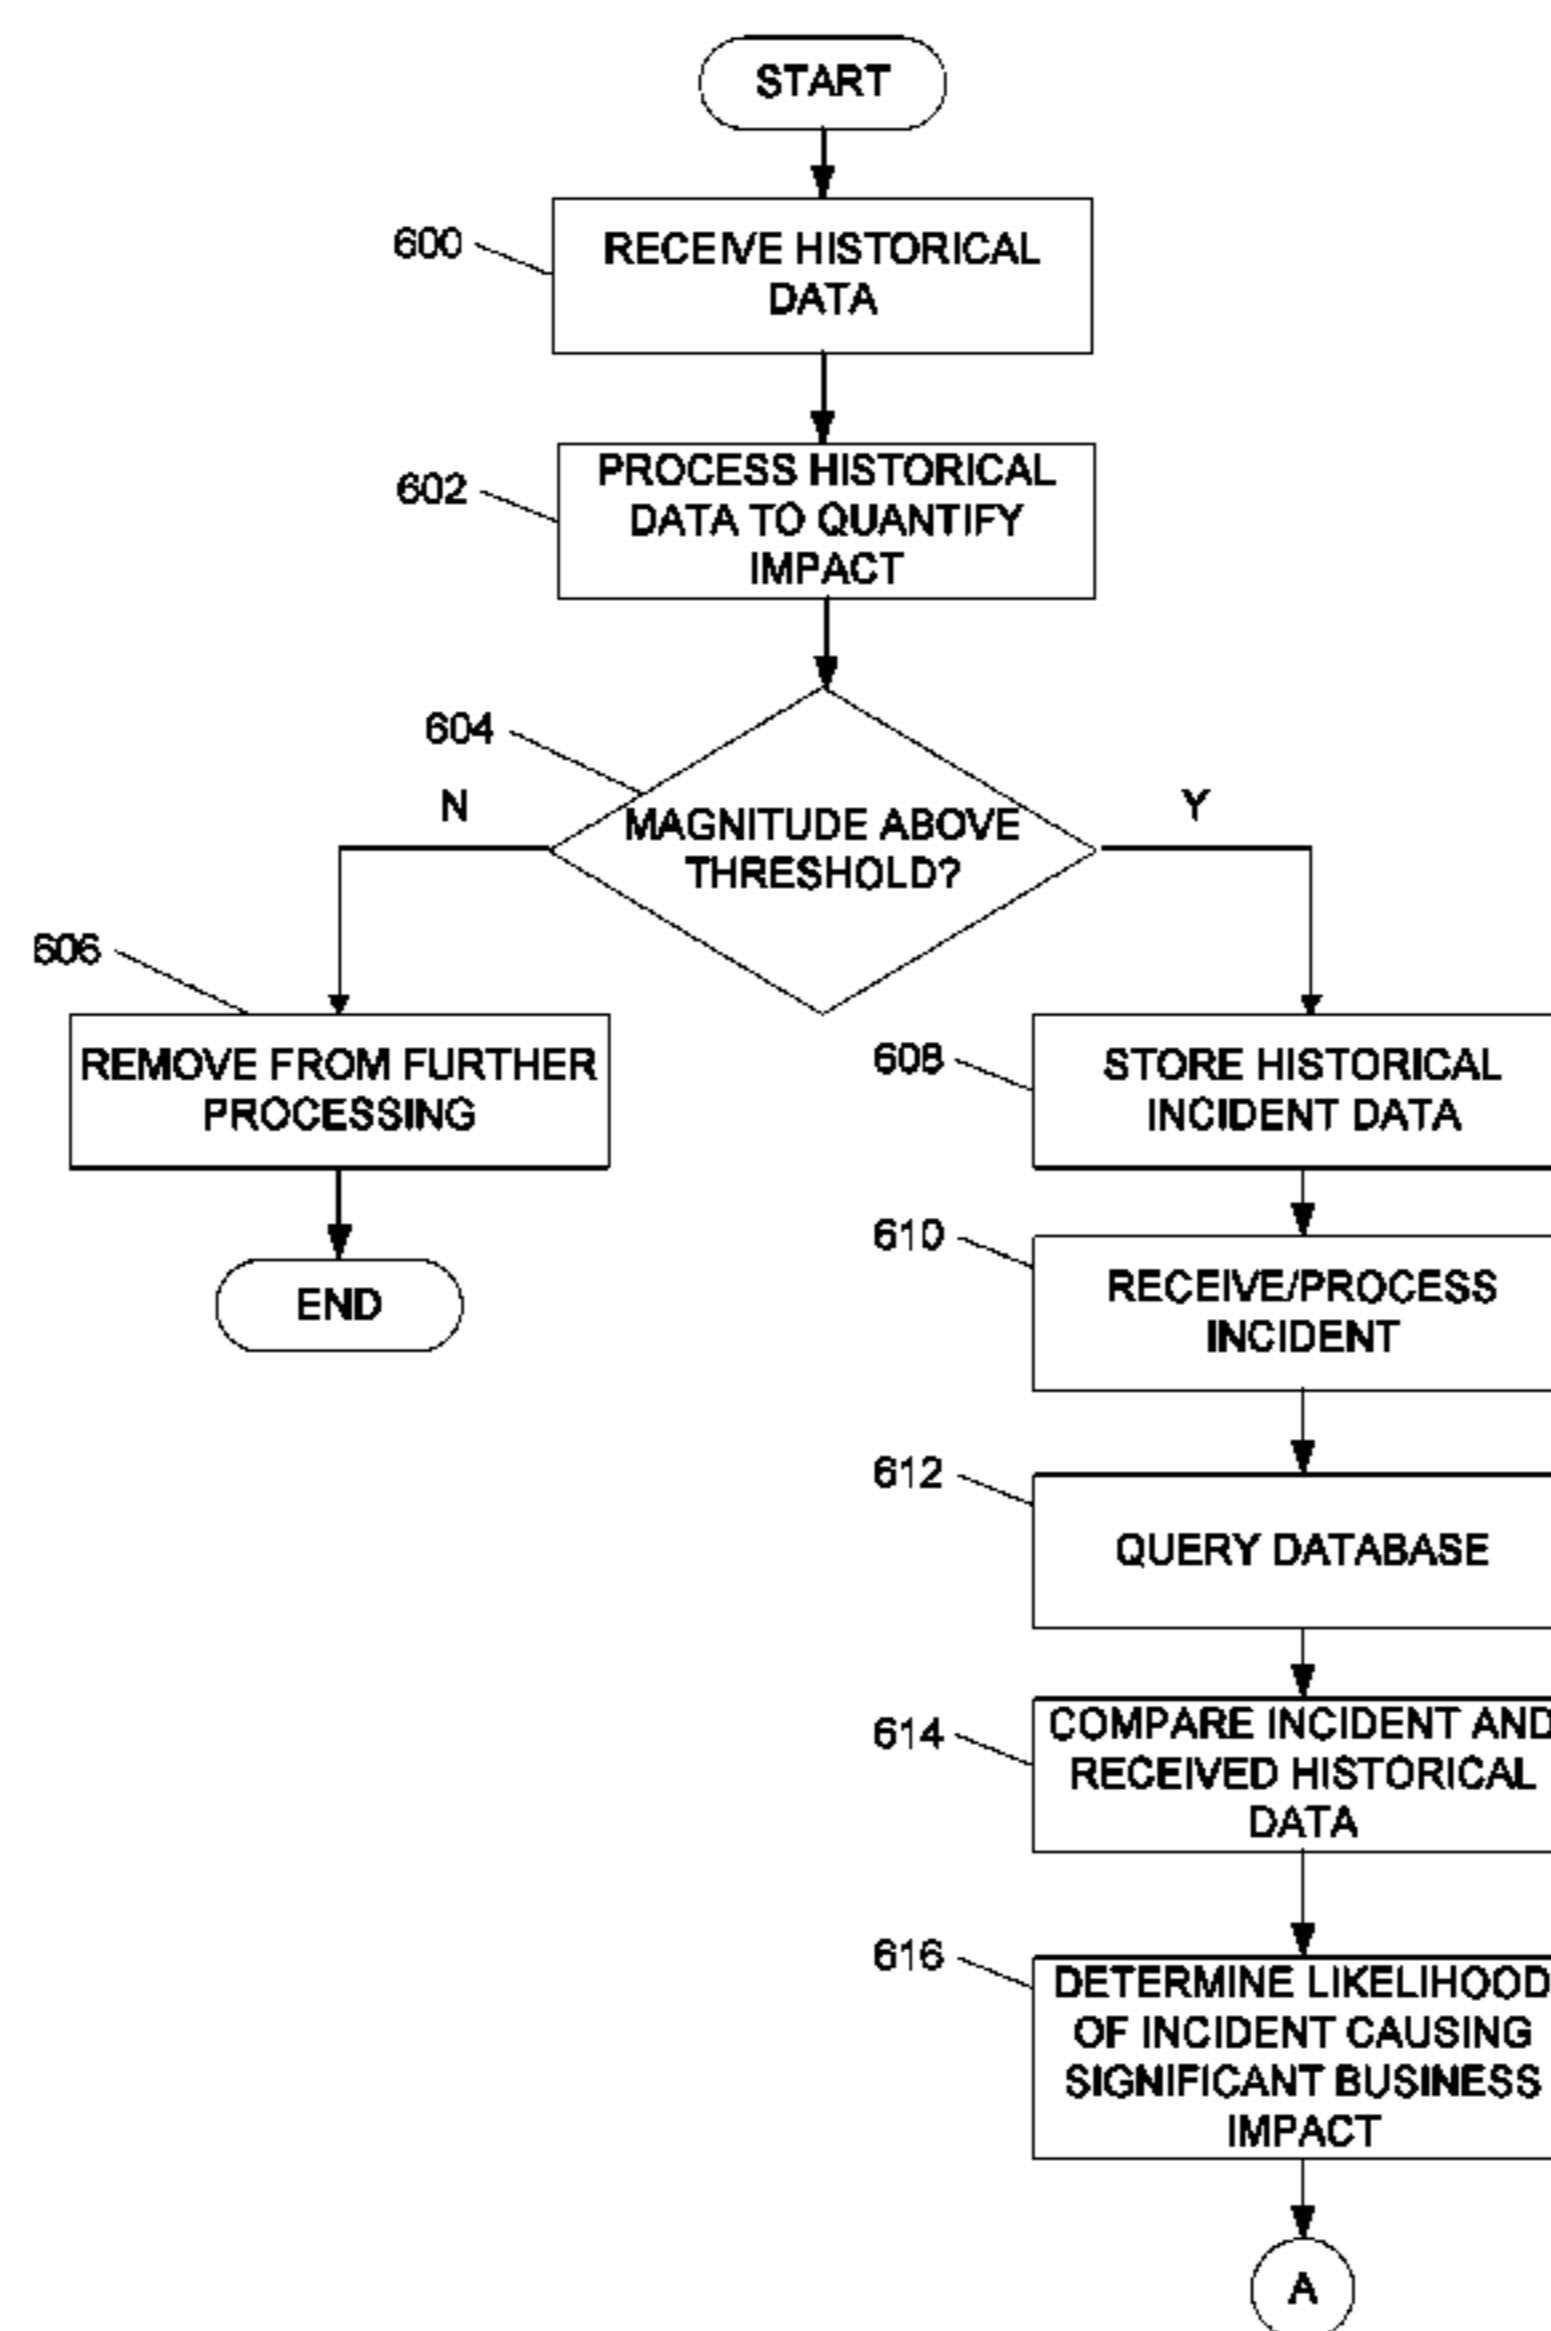 START
600
RECEIVE HISTORICAL
DATA
602
PROCESS HISTORICAL
DATA TO QUANTIFY
IMPACT
604
N
MAGNITUDE ABOVE
THRESHOLD?
Y
606
REMOVE FROM FURTHER
PROCESSING
END
608
STORE HISTORICAL
INCIDENT DATA
610
RECEIVE/PROCESS
INCIDENT
612
QUERY DATABASE
614
COMPARE INCIDENT AND
RECEIVED HISTORICAL
DATA
616
DETERMINE LIKELIHOOD
OF INCIDENT CAUSING
SIGNIFICANT BUSINESS
IMPACT
A